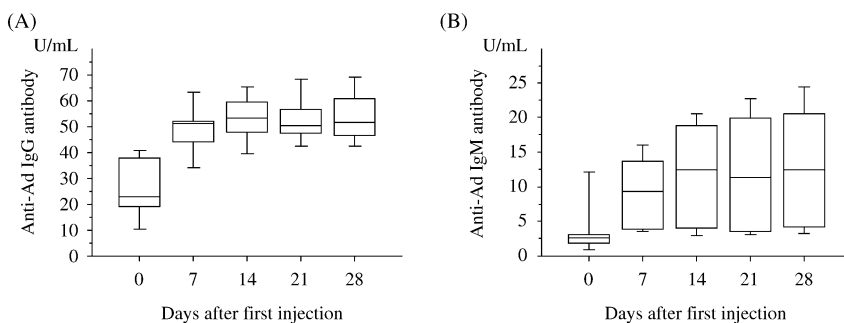 (A)
U/mL
Anti-Ad IgG antibody
70
60
50
40
30
20
10
0
0 7 14 21 28
Days after first injection
(B)
U/mL
Anti-Ad IgM antibody
25
20
15
10
5
0
0 7 14 21 28
Days after first injection